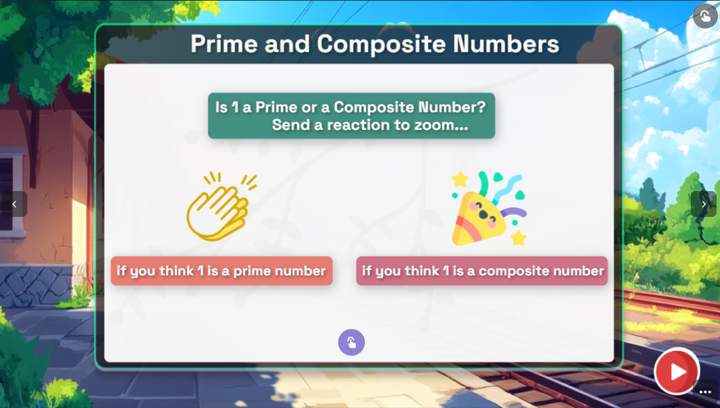 Prime and Composite Numbers
Is 1 a Prime or a Composite Number?
Send a reaction to zoom...
if you think 1 is a prime number
if you think 1 is a composite number